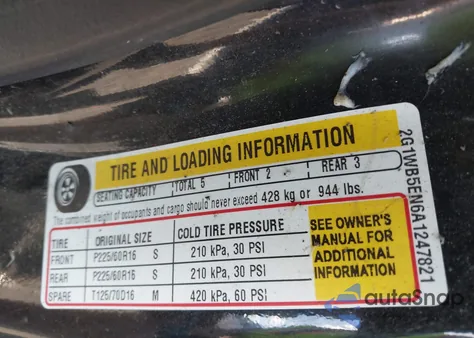 TIRE AND LOADING INFORMATION
SEATING CAPACITY TOTAL 5 FRONT 2 REAR 3
The combined weight of occupants and cargo should never exceed 428 kg or 944 lbs.
TIRE ORIGINAL SIZE COLD TIRE PRESSURE
FRONT P225/60R16 S 210 kPa, 30 PSI
REAR P225/60R16 S 210 kPa, 30 PSI
SPARE T125/70D16 M 420 kPa, 60 PSI
SEE OWNER'S
MANUAL FOR
ADDITIONAL
INFORMATION
2G1WB5EN6A1247821
autoSnap